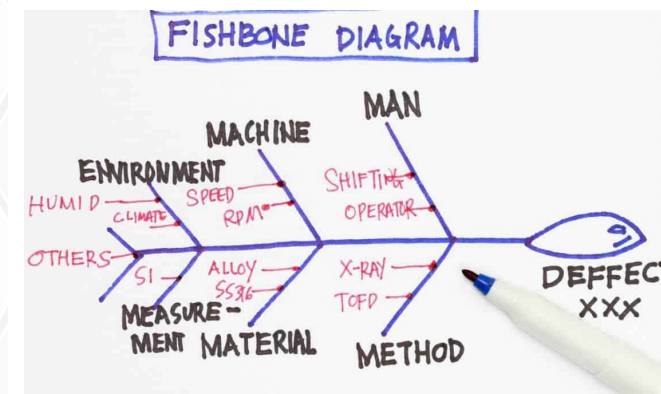 FISHBONE DIAGRAM
MAN
MACHINE
ENVIRONMENT
SHIFTING
SPEED
HUMID
CLIMATE
RPM
OPERATOR
OTHERS
SI
ALLOY
X-RAY
SS316
TOFD
DEFFECT
XXX
MEASURE-
MENT
MATERIAL
METHOD